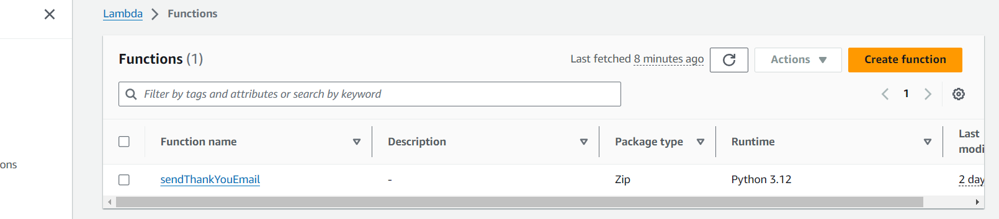 Lambda > Functions
Functions (1)
Last fetched 8 minutes ago
Actions
Create function
Filter by tags and attributes or search by keyword
1
Function name
Description
Package type
Runtime
Last
modi
ons
sendThankYouEmail
-
Zip
Python 3.12
2 day